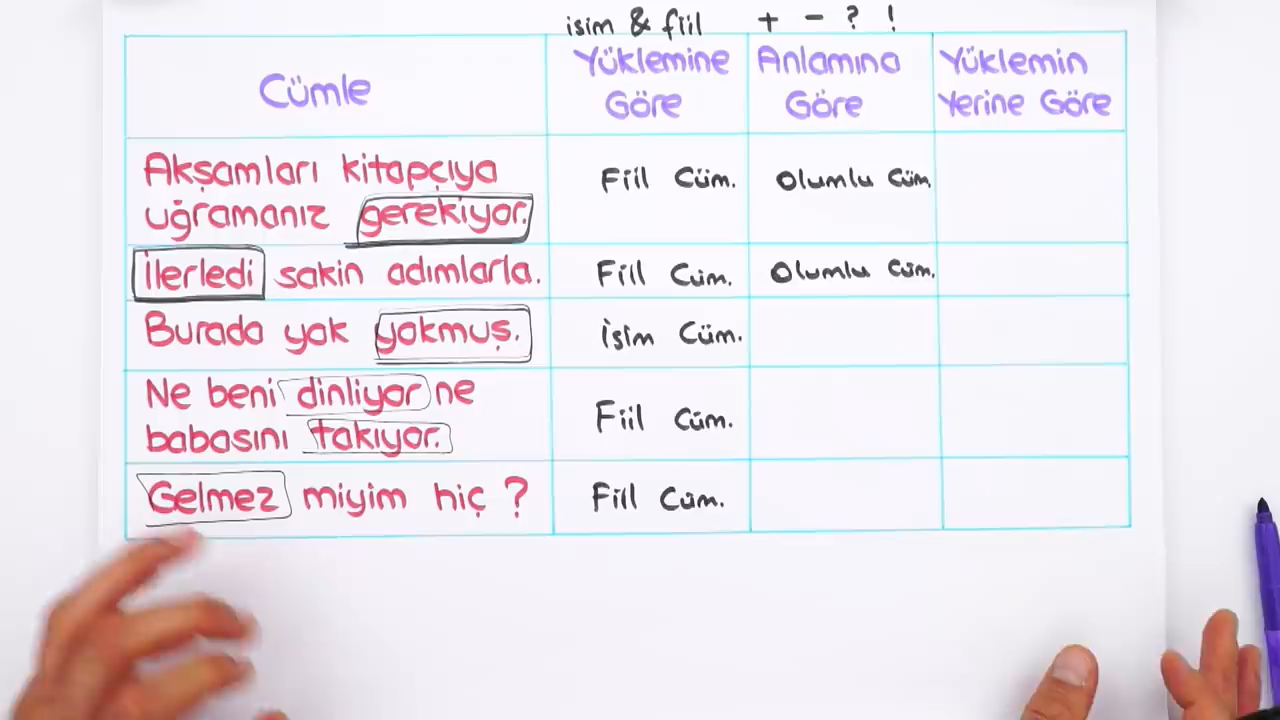 isim & fiil + - ? !
Cümle Yüklemine Göre Anlamına Göre Yüklemin Yerine Göre
Akşamları kitapçıya
uğramanız gerekiyor. Fiil Cüm. Olumlu Cüm.
İlerledi sakin adımlarla. Fiil Cüm. Olumlu Cüm.
Burada yok yokmuş. İsim Cüm.
Ne beni dinliyor ne
babasını takıyor. Fiil Cüm.
Gelmez miyim hiç ? Fiil Cüm.